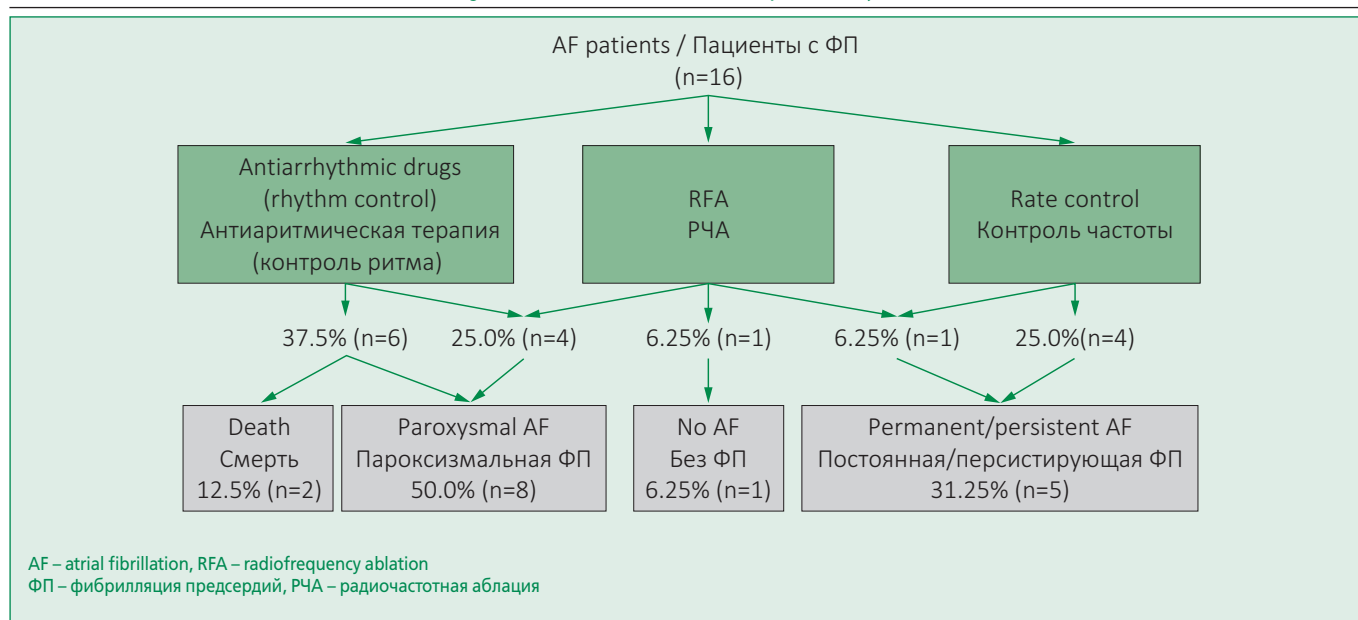 AF patients / Пациенты с ФП
(n=16)
Antiarrhythmic drugs
(rhythm control)
Антиаритмическая терапия
(контроль ритма)
RFA
РЧА
Rate control
Контроль частоты
37.5% (n=6)
25.0% (n=4)
6.25% (n=1)
6.25% (n=1)
25.0%(n=4)
Death
Смерть
12.5% (n=2)
Paroxysmal AF
Пароксизмальная ФП
50.0% (n=8)
No AF
Без ФП
6.25% (n=1)
Permanent/persistent AF
Постоянная/персистирующая ФП
31.25% (n=5)
AF – atrial fibrillation, RFA – radiofrequency ablation
ФП – фибрилляция предсердий, РЧА – радиочастотная аблация